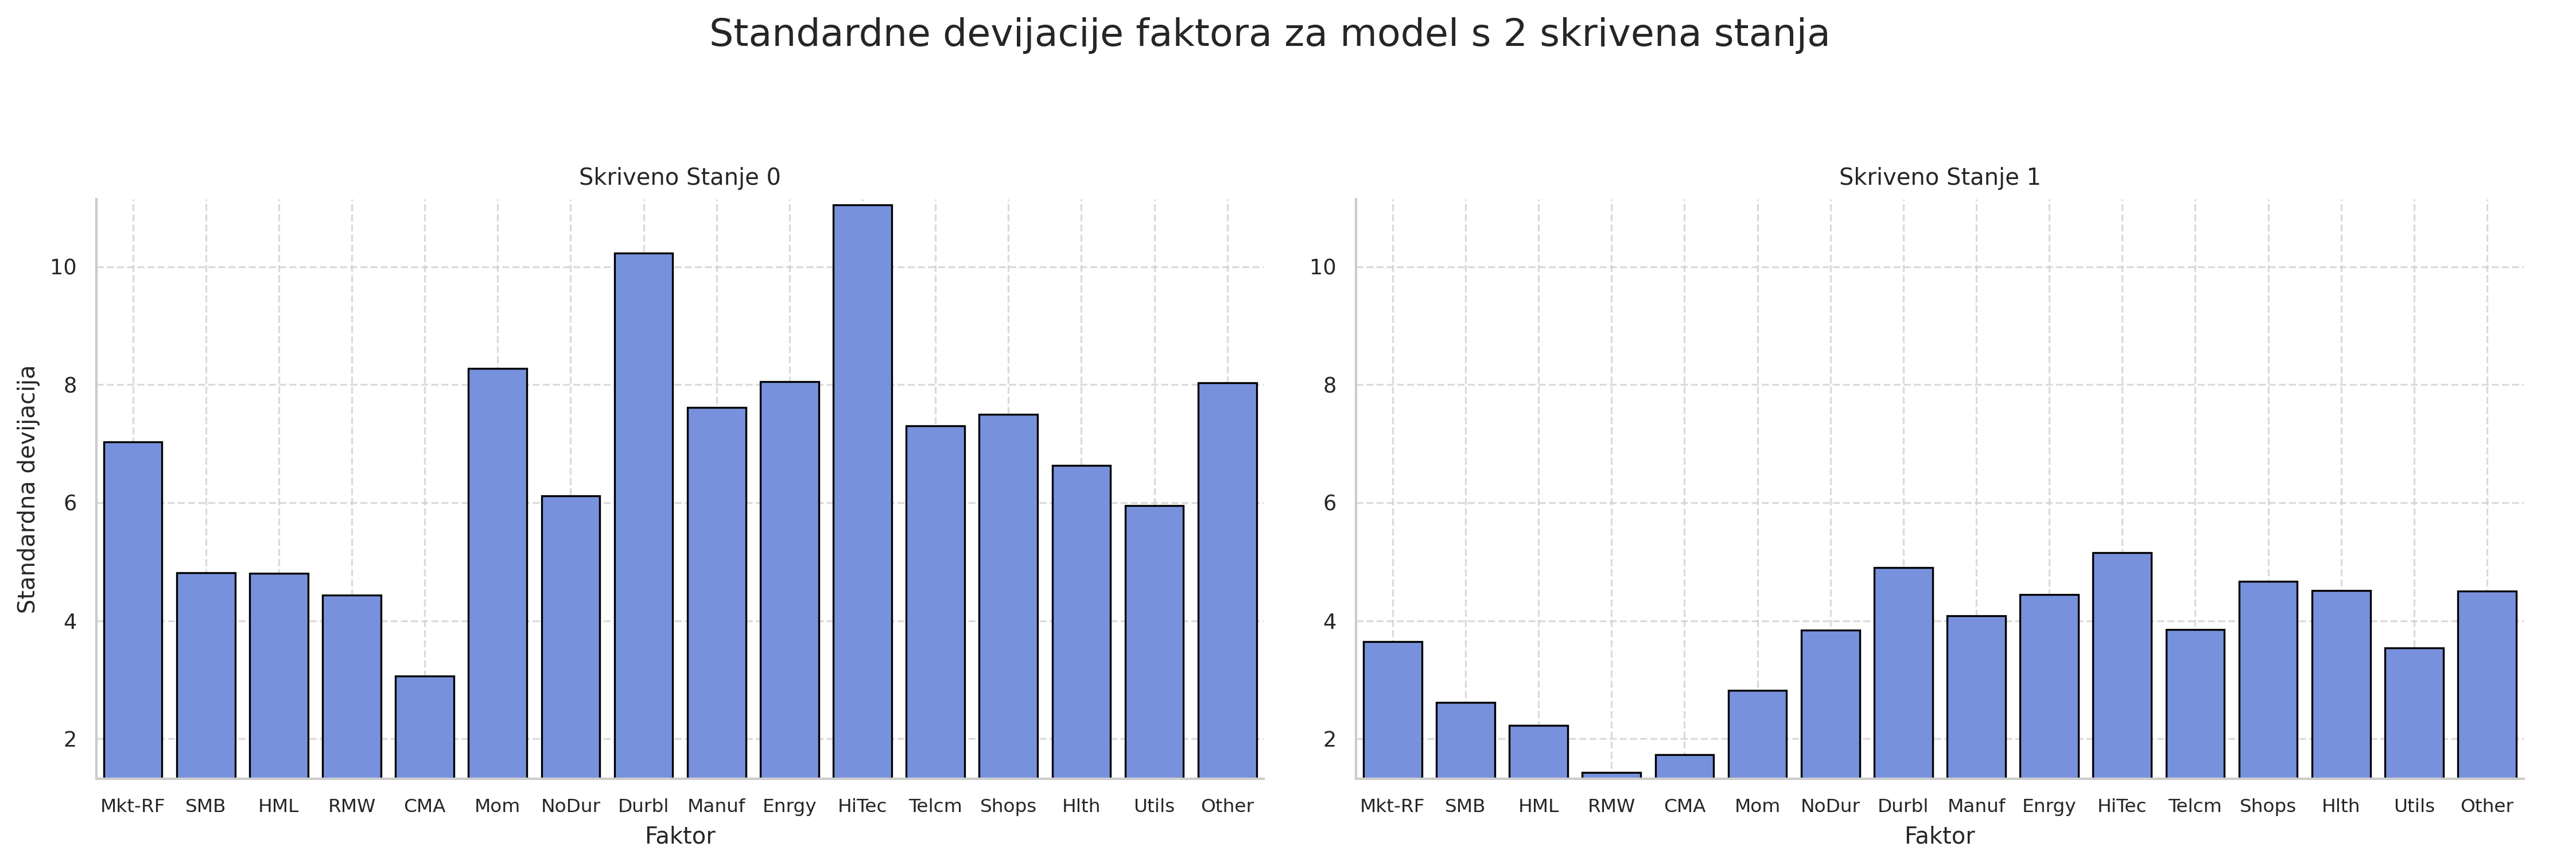 Standardne devijacije faktora za model s 2 skrivena stanja
Skriveno Stanje 0
Standardna devijacija
10
8
6
4
2
Mkt-RF SMB HML RMW CMA Mom NoDur Durbl Manuf Enrgy HiTec Telcm Shops Hlth Utils Other
Faktor
Skriveno Stanje 1
10
8
6
4
2
Mkt-RF SMB HML RMW CMA Mom NoDur Durbl Manuf Enrgy HiTec Telcm Shops Hlth Utils Other
Faktor